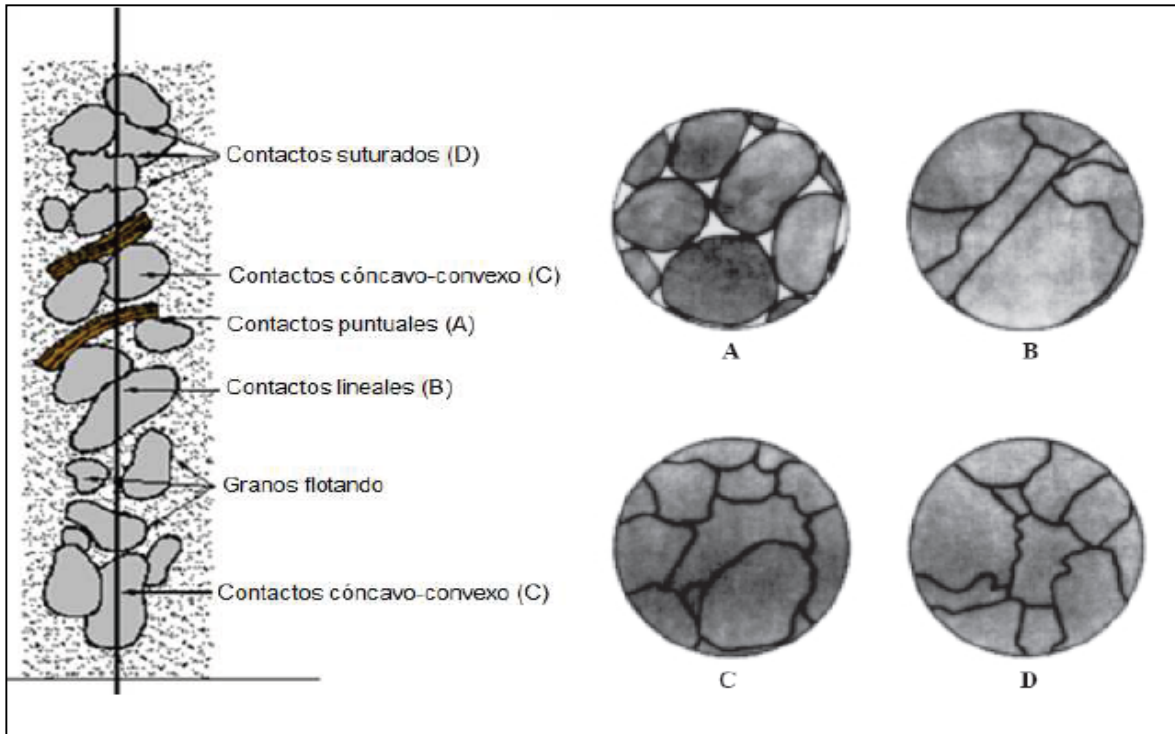 Contactos suturados (D)
Contactos cóncavo-convexo (C)
Contactos puntuales (A)
Contactos lineales (B)
Granos flotando
Contactos cóncavo-convexo (C)
A
B
C
D